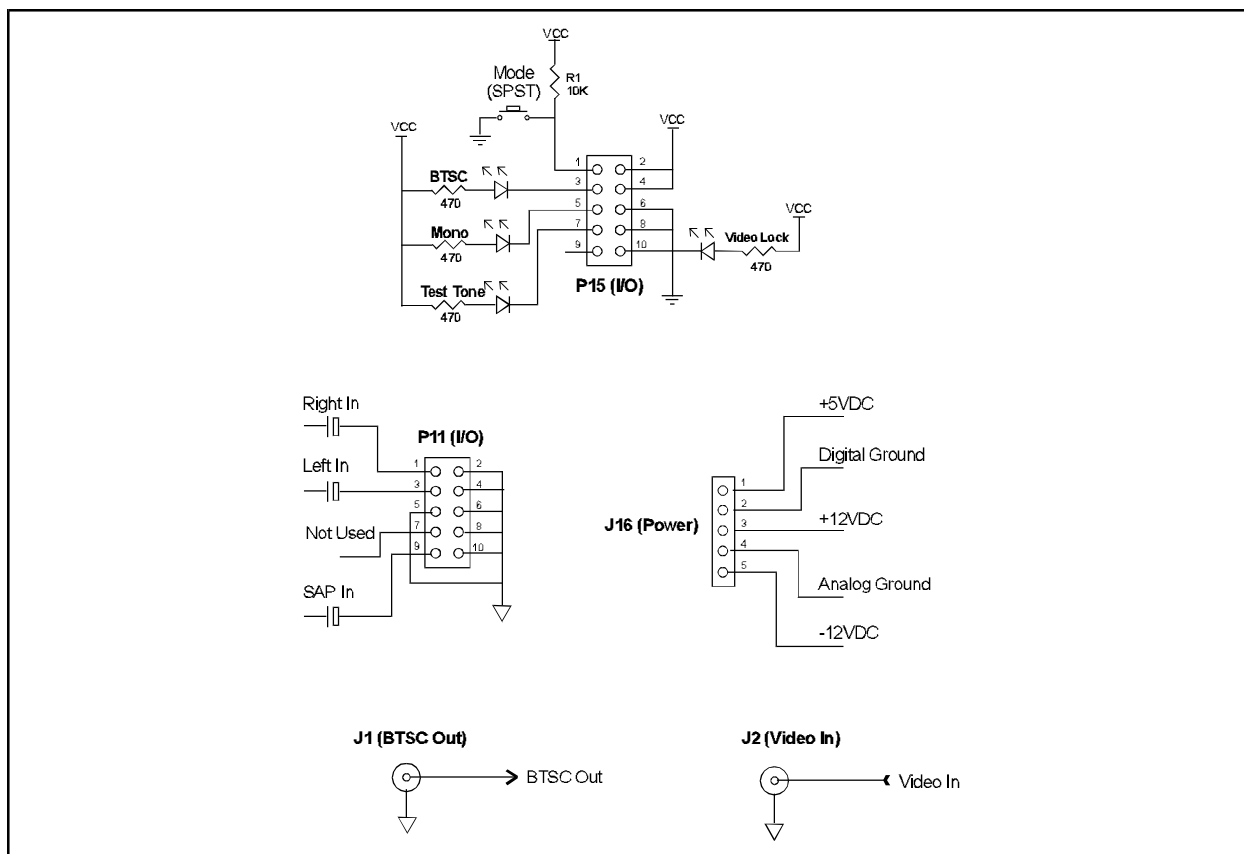 VCC
Mode
(SPST)
R1
10K
VCC
VCC
1
2
BTSC
3
4
470
5
6
VCC
Mono
7
8
Video Lock
470
9
10
470
P15 (I/O)
Test Tone
470
Right In
+5VDC
P11 (I/O)
Left In
1
2
Digital Ground
3
4
1
5
6
2
Not Used
7
8
J16 (Power)
3
+12VDC
9
10
4
5
SAP In
Analog Ground
-12VDC
J1 (BTSC Out)
J2 (Video In)
BTSC Out
Video In